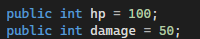 public int hp = 100;
public int damage = 50;